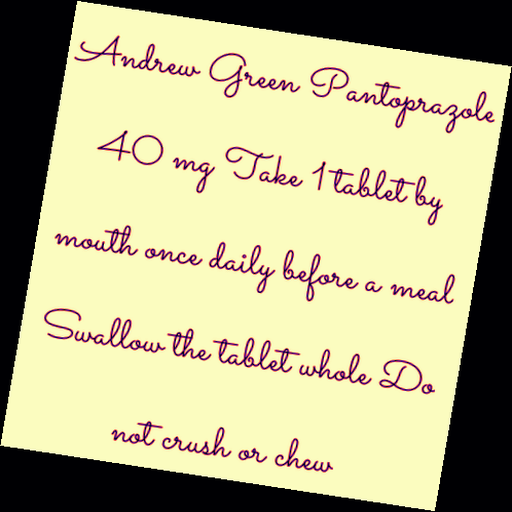 Andrew Green Pantoprazole
40 mg Take 1 tablet by
mouth once daily before a meal
Swallow the tablet whole Do
not crush or chew